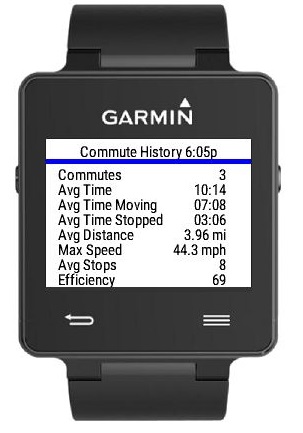 GARMIN
Commute History 6:05p
Commutes 3
Avg Time 10:14
Avg Time Moving 07:08
Avg Time Stopped 03:06
Avg Distance 3.96 mi
Max Speed 44.3 mph
Avg Stops 8
Efficiency 69